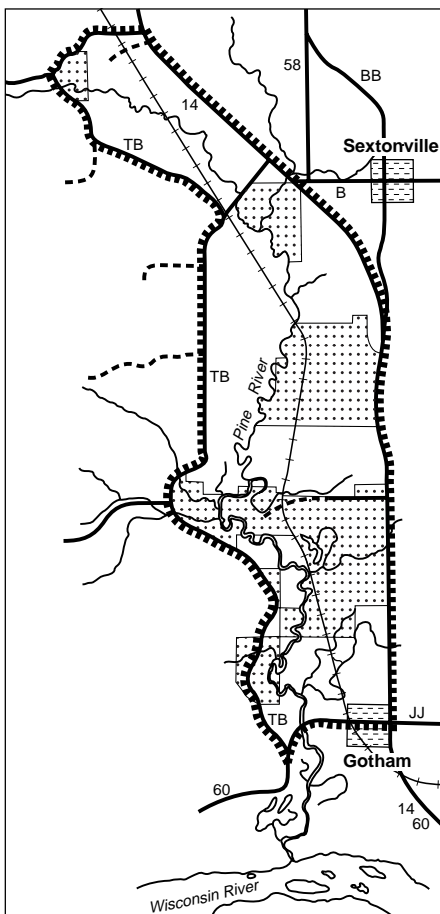 58
BB
14
Sextonville
TB
B
TB
Pine River
TB
JJ
Gotham
60
14
60
Wisconsin River